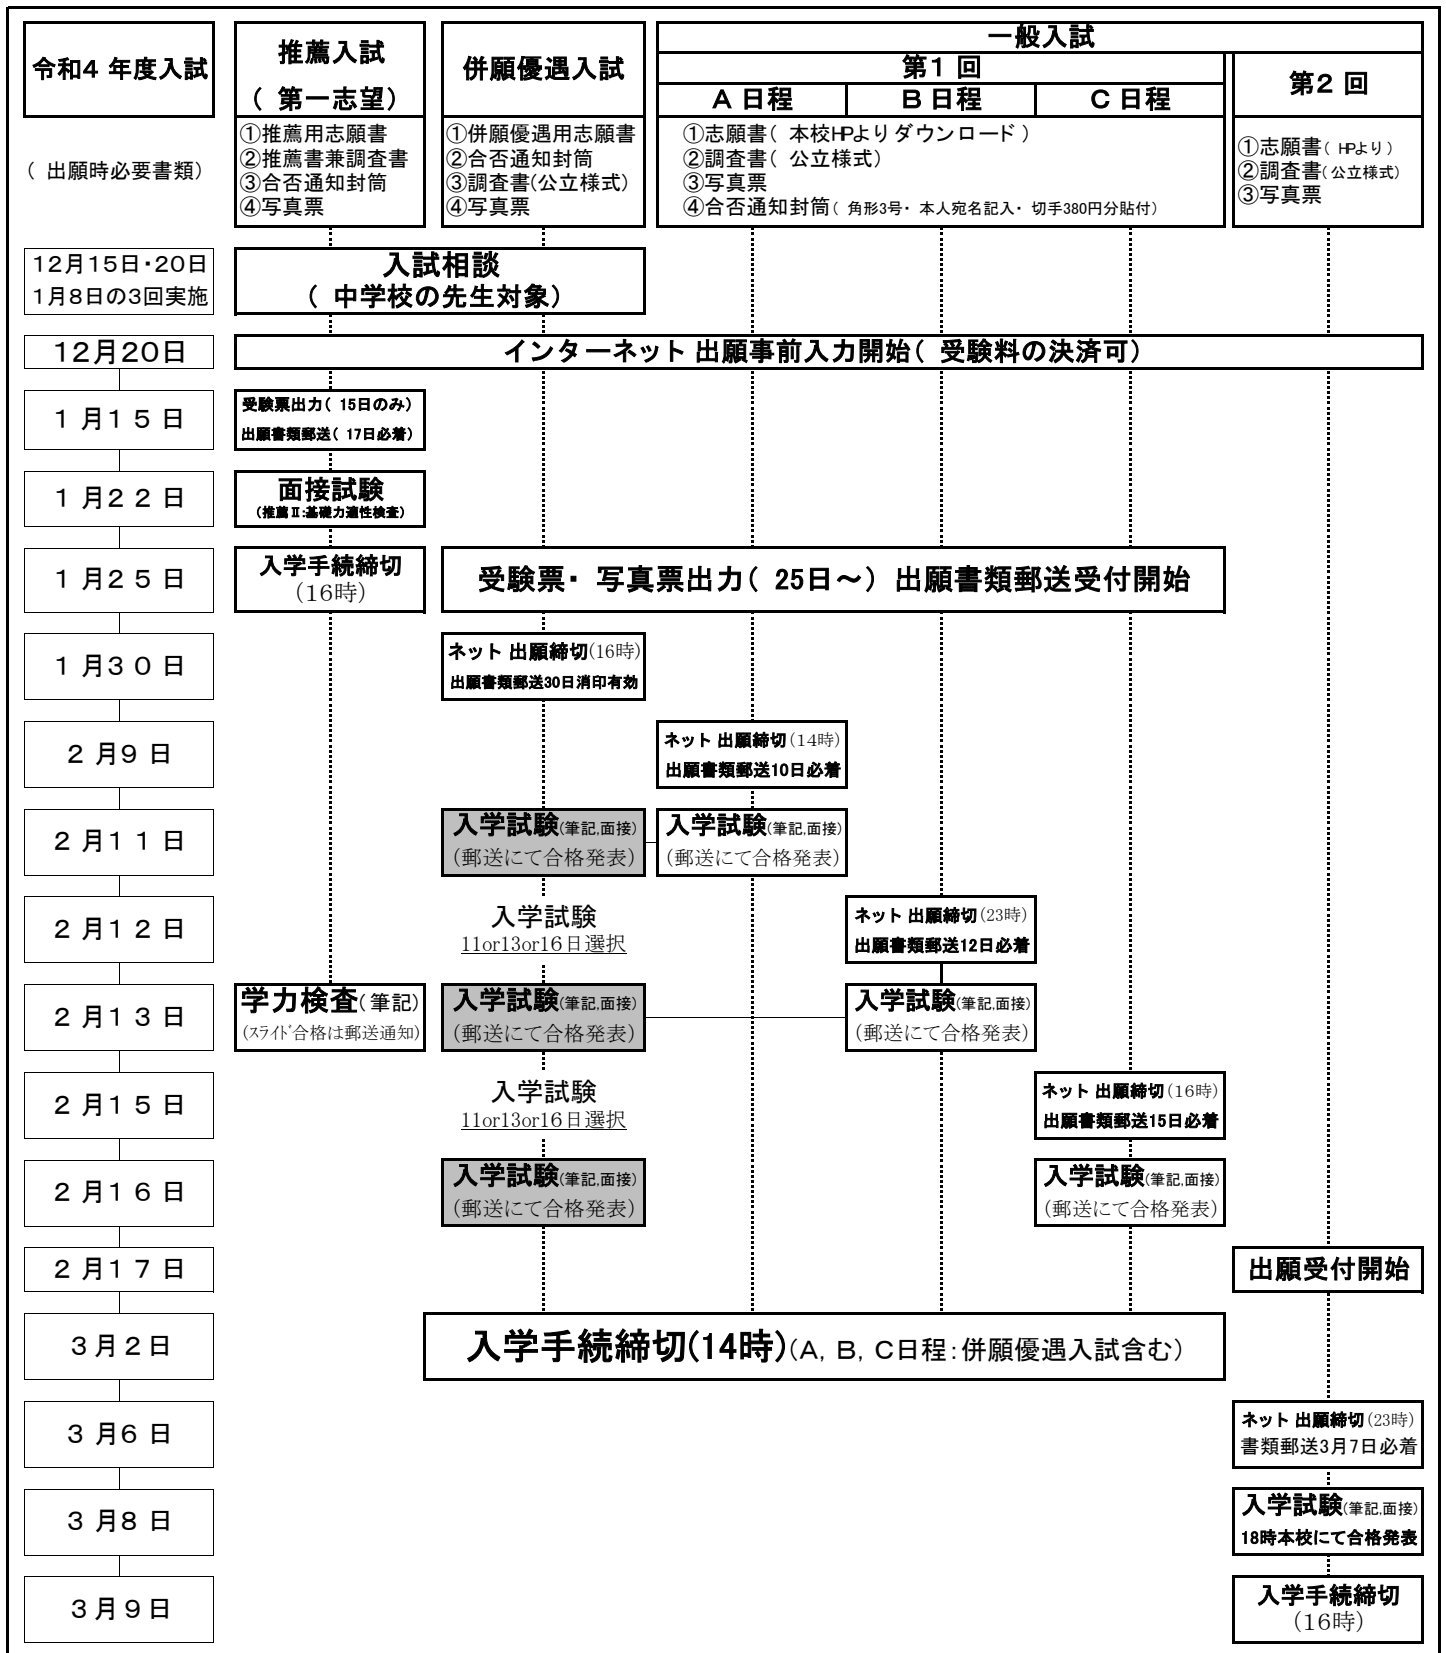 令和４年度入試
推薦入試
（第一志望）
併願優遇入試
一般入試
第１回
A日程
B日程
C日程
第２回
（出願時必要書類）
①推薦用志願書
②推薦書兼調査書
③合否通知封筒
④写真票
①併願優遇用志願書
②合否通知封筒
③調査書(公立様式)
④写真票
①志願書（本校HPよりダウンロード）
②調査書（公立様式）
③写真票
④合否通知封筒（角形3号・本人宛名記入・切手380円分貼付）
①志願書（HPより）
②調査書(公立様式)
③写真票
12月15日・20日
1月8日の3回実施
入試相談
（中学校の先生対象）
12月20日
インターネット出願事前入力開始（受験料の決済可）
1月15日
受験票出力（15日のみ）
出願書類郵送（17日必着）
1月22日
面接試験
（推薦Ⅱ:基礎力適性検査）
1月25日
入学手続締切
（16時）
受験票・写真票出力（25日～）出願書類郵送受付開始
1月30日
ネット出願締切(16時)
出願書類郵送30日消印有効
2月9日
ネット出願締切(14時)
出願書類郵送10日必着
2月11日
入学試験(筆記,面接)
(郵送にて合格発表)
入学試験(筆記,面接)
(郵送にて合格発表)
2月12日
入学試験
11or13or16日選択
ネット出願締切(23時)
出願書類郵送12日必着
2月13日
学力検査(筆記)
(スライド合格は郵送通知)
入学試験(筆記,面接)
(郵送にて合格発表)
入学試験(筆記,面接)
(郵送にて合格発表)
2月15日
入学試験
11or13or16日選択
ネット出願締切(16時)
出願書類郵送15日必着
2月16日
入学試験(筆記,面接)
(郵送にて合格発表)
入学試験(筆記,面接)
(郵送にて合格発表)
2月17日
出願受付開始
3月2日
入学手続締切(14時)(A，B，C日程:併願優遇入試含む)
3月6日
ネット出願締切(23時)
書類郵送3月7日必着
3月8日
入学試験(筆記,面接)
18時本校にて合格発表
3月9日
入学手続締切
（16時）